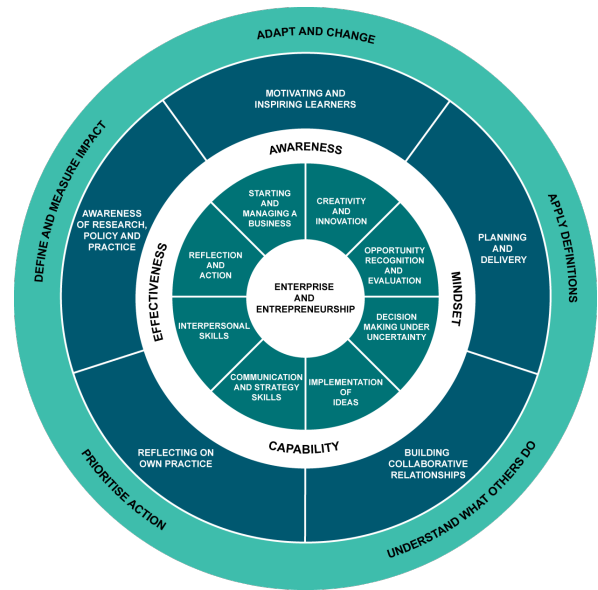 ADAPT AND CHANGE
MOTIVATING AND
INSPIRING LEARNERS
DEFINE AND MEASURE IMPACT
AWARENESS
OF RESEARCH,
POLICY AND
PRACTICE
APPLY DEFINITIONS
PLANNING
AND
DELIVERY
AWARENESS
EFFECTIVENESS
MINDSET
STARTING
AND
MANAGING A
BUSINESS
CREATIVITY
AND
INNOVATION
REFLECTION
AND
ACTION
OPPORTUNITY
RECOGNITION
AND
EVALUATION
ENTERPRISE
AND
ENTREPRENEURSHIP
INTERPERSONAL
SKILLS
DECISION
MAKING UNDER
UNCERTAINTY
COMMUNICATION
AND STRATEGY
SKILLS
IMPLEMENTATION
OF
IDEAS
CAPABILITY
REFLECTING ON
OWN PRACTICE
BUILDING
COLLABORATIVE
RELATIONSHIPS
PRIORITISE ACTION
UNDERSTAND WHAT OTHERS DO